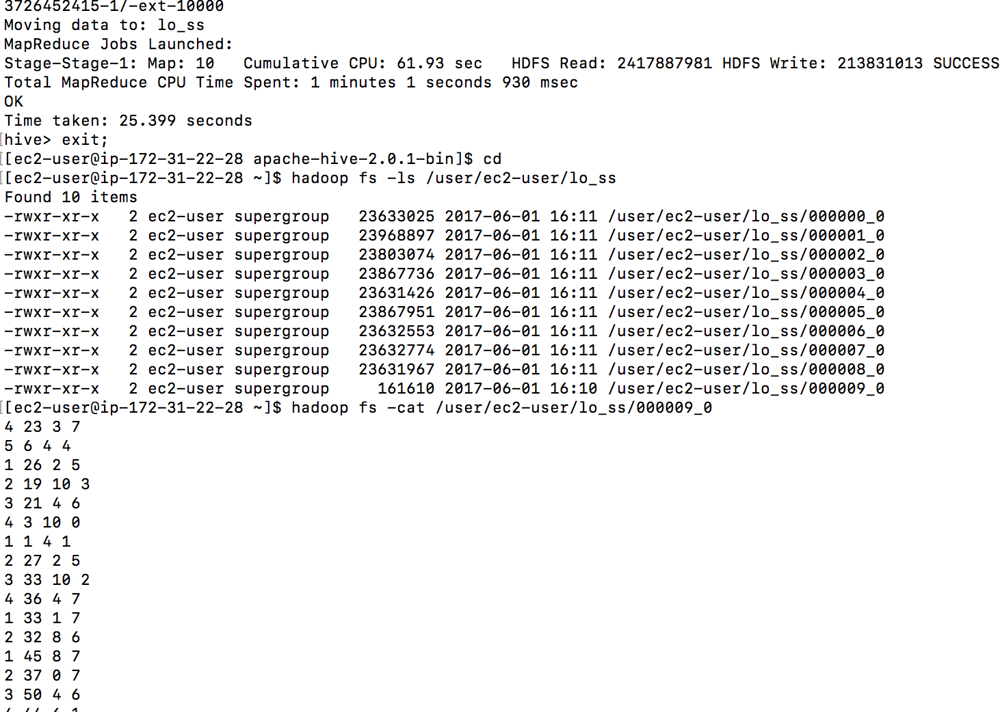 3726452415-1/-ext-10000
Moving data to: lo_ss
MapReduce Jobs Launched:
Stage-Stage-1: Map: 10   Cumulative CPU: 61.93 sec   HDFS Read: 2417887981 HDFS Write: 213831013 SUCCESS
Total MapReduce CPU Time Spent: 1 minutes 1 seconds 930 msec
OK
Time taken: 25.399 seconds
[hive> exit;
[[ec2-user@ip-172-31-22-28 apache-hive-2.0.1-bin]$ cd
[[ec2-user@ip-172-31-22-28 ~]$ hadoop fs -ls /user/ec2-user/lo_ss
Found 10 items
-rwxr-xr-x   2 ec2-user supergroup   23633025 2017-06-01 16:11 /user/ec2-user/lo_ss/000000_0
-rwxr-xr-x   2 ec2-user supergroup   23968897 2017-06-01 16:11 /user/ec2-user/lo_ss/000001_0
-rwxr-xr-x   2 ec2-user supergroup   23803074 2017-06-01 16:11 /user/ec2-user/lo_ss/000002_0
-rwxr-xr-x   2 ec2-user supergroup   23867736 2017-06-01 16:11 /user/ec2-user/lo_ss/000003_0
-rwxr-xr-x   2 ec2-user supergroup   23631426 2017-06-01 16:11 /user/ec2-user/lo_ss/000004_0
-rwxr-xr-x   2 ec2-user supergroup   23867951 2017-06-01 16:11 /user/ec2-user/lo_ss/000005_0
-rwxr-xr-x   2 ec2-user supergroup   23632553 2017-06-01 16:11 /user/ec2-user/lo_ss/000006_0
-rwxr-xr-x   2 ec2-user supergroup   23632774 2017-06-01 16:11 /user/ec2-user/lo_ss/000007_0
-rwxr-xr-x   2 ec2-user supergroup   23631967 2017-06-01 16:11 /user/ec2-user/lo_ss/000008_0
-rwxr-xr-x   2 ec2-user supergroup     161610 2017-06-01 16:10 /user/ec2-user/lo_ss/000009_0
[[ec2-user@ip-172-31-22-28 ~]$ hadoop fs -cat /user/ec2-user/lo_ss/000009_0
4 23 3 7
5 6 4 4
1 26 2 5
2 19 10 3
3 21 4 6
4 3 10 0
1 1 4 1
2 27 2 5
3 33 10 2
4 36 4 7
1 33 1 7
2 32 8 6
1 45 8 7
2 37 0 7
3 50 4 6